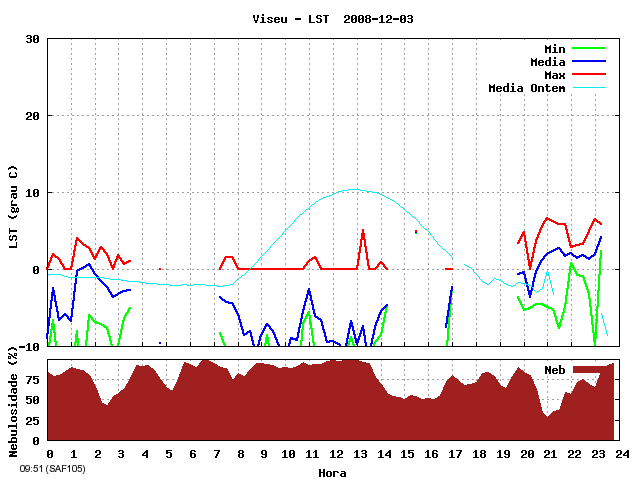 Viseu - LST 2008-12-03
30
20
10
0
-10
LST (grau C)
Min
Media
Max
Media Ontem
Neb
75
50
25
0
Nebulosidade (%)
0 1 2 3 4 5 6 7 8 9 10 11 12 13 14 15 16 17 18 19 20 21 22 23 24
Hora
09:51 (SAF105)